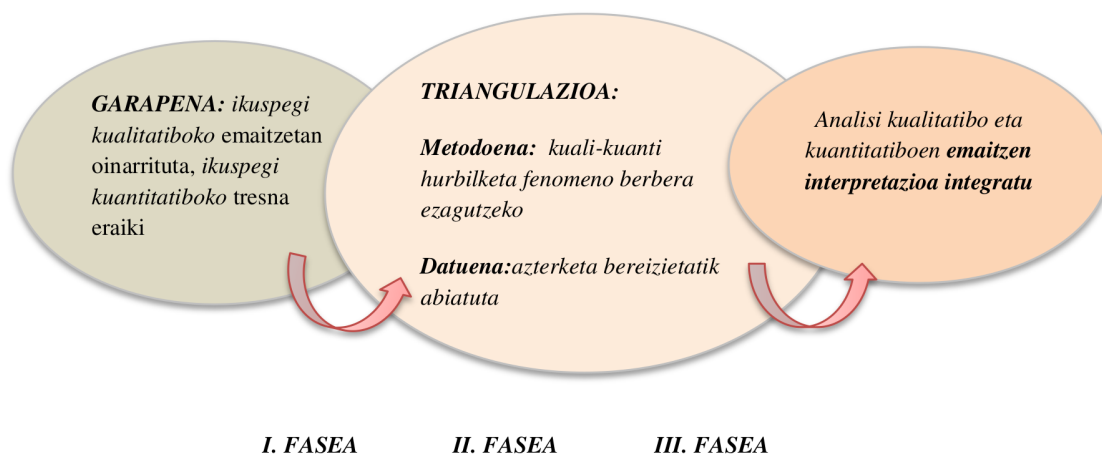 GARAPENA: ikuspegi
kualitatiboko emaitzetan
oinarrituta, ikuspegi
kuantitatiboko tresna
eraiki
TRIANGULAZIOA:
Metodoena: kuali-kuanti
hurbilketa fenomeno berbera
ezagutzeko
Datuena:azterketa bereizietatik
abiatuta
Analisi kualitatibo eta
kuantitatiboen emaitzen
interpretazioa integratu
I. FASEA II. FASEA III. FASEA